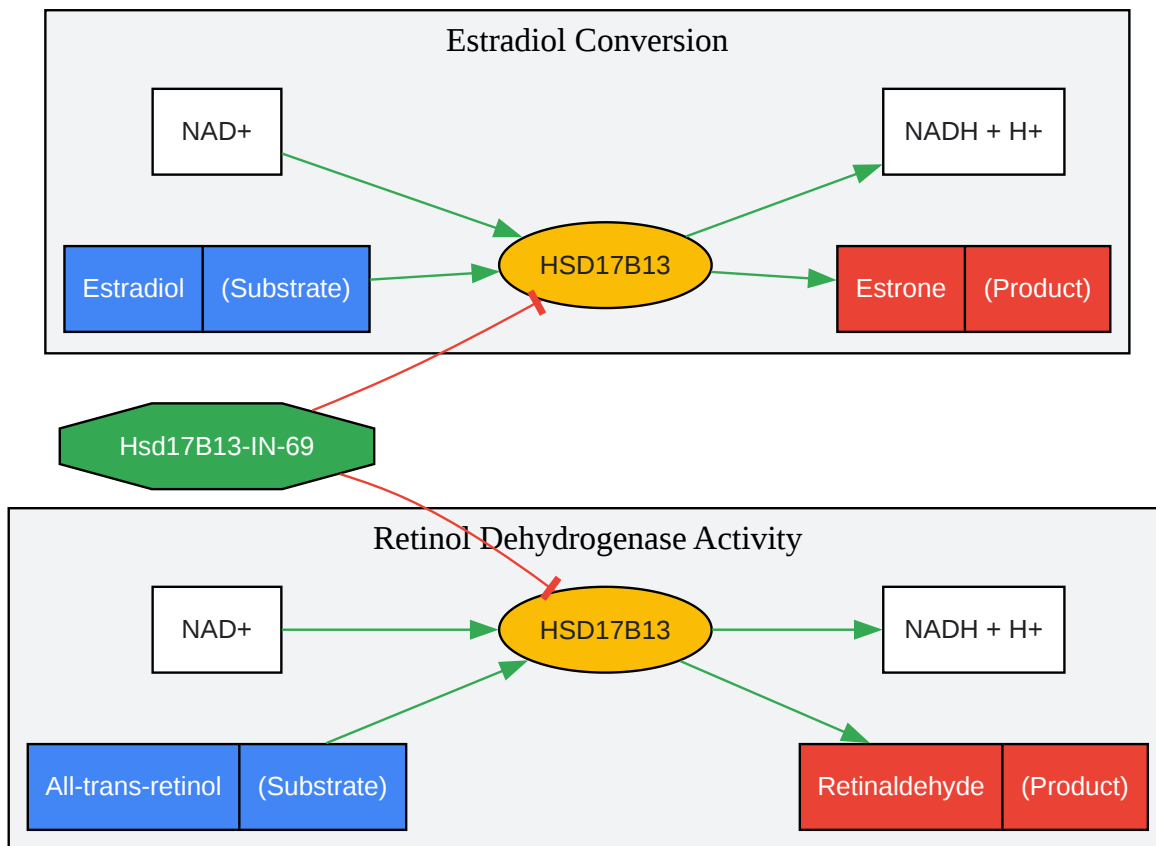 Estradiol Conversion
NAD+
NADH + H+
HSD17B13
Estradiol (Substrate)
Estrone (Product)
Hsd17B13-IN-69
Retinol Dehydrogenase Activity
NAD+
HSD17B13
NADH + H+
All-trans-retinol (Substrate)
Retinaldehyde (Product)